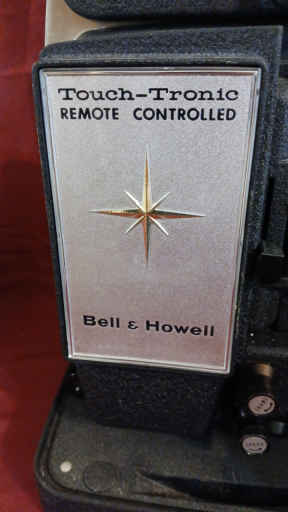 Touch-Tronic
REMOTE CONTROLLED
Bell & Howell